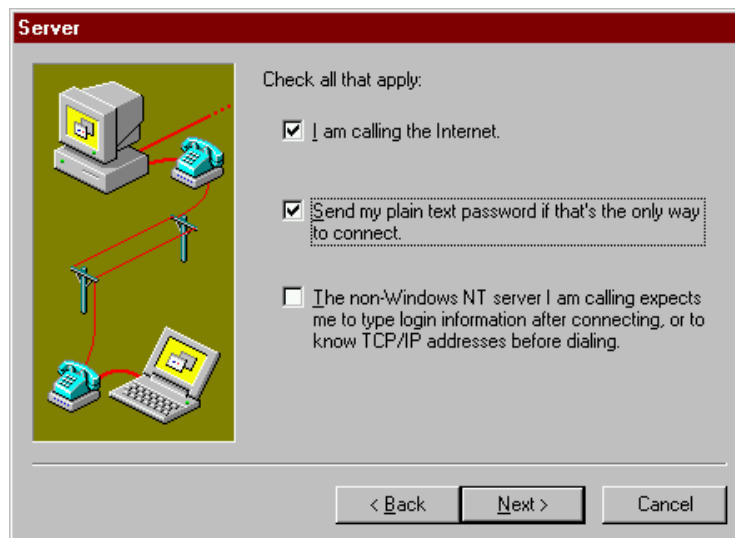 Server
Check all that apply:
I am calling the Internet.
Send my plain text password if that's the only way
to connect.
The non-Windows NT server I am calling expects
me to type login information after connecting, or to
know TCP/IP addresses before dialing.
< Back
Next >
Cancel